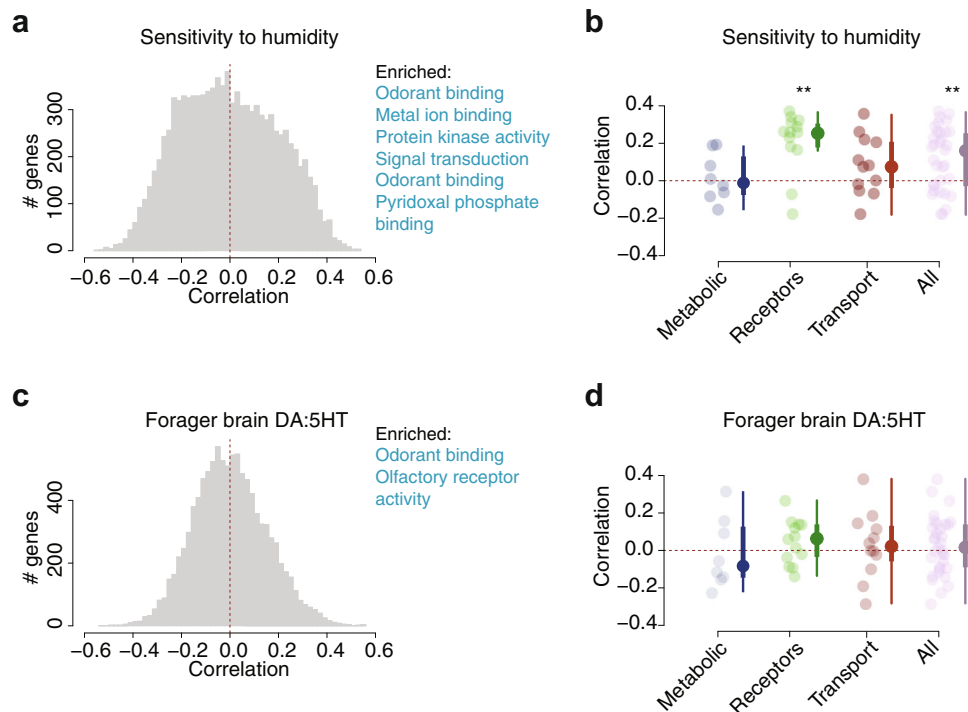 a
Sensitivity to humidity
Enriched:
Odorant binding
Metal ion binding
Protein kinase activity
Signal transduction
Odorant binding
Pyridoxal phosphate
binding
# genes
300
200
100
0
−0.6 −0.4 −0.2 0.0 0.2 0.4 0.6
Correlation
b
Sensitivity to humidity
** **
Correlation
0.4
0.2
0.0
−0.2
−0.4
Metabolic
Receptors
Transport
All
c
Forager brain DA:5HT
Enriched:
Odorant binding
Olfactory receptor
activity
# genes
400
200
0
−0.6 −0.4 −0.2 0.0 0.2 0.4 0.6
Correlation
d
Forager brain DA:5HT
Correlation
0.4
0.2
0.0
−0.2
−0.4
Metabolic
Receptors
Transport
All